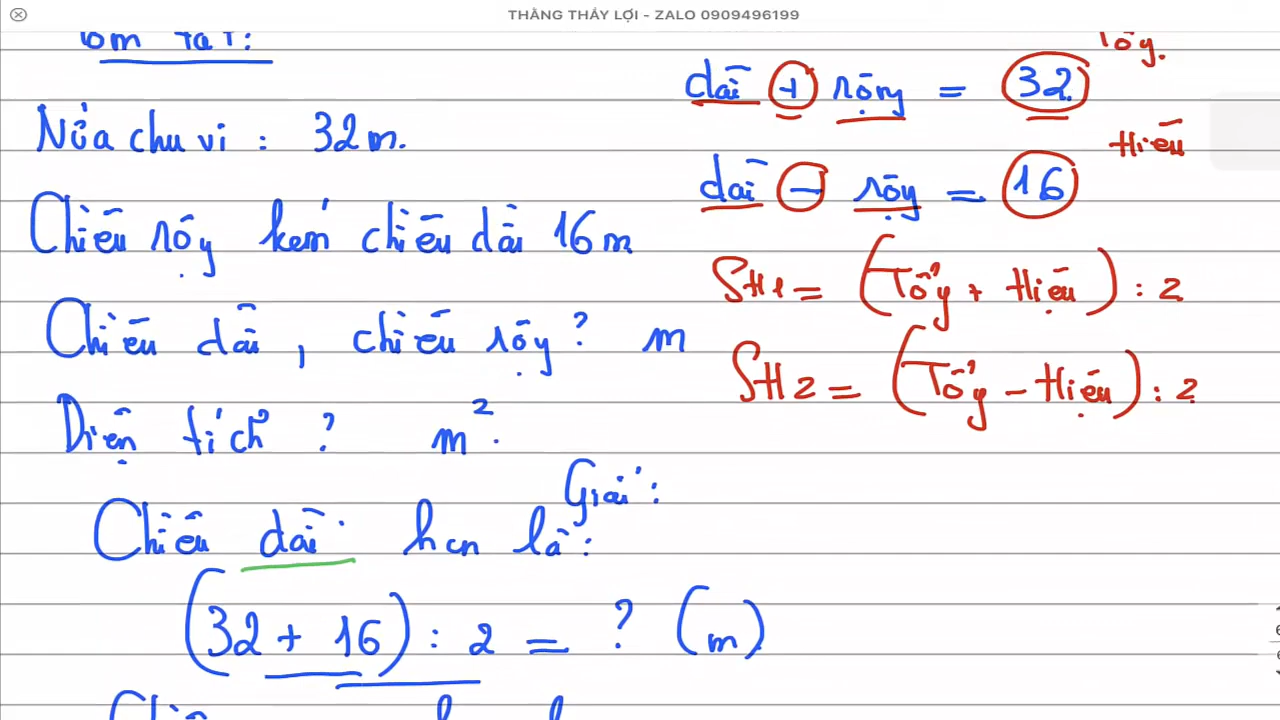 THẮNG THẦY LỢI - ZALO 0909496199
Tóm tắt:
Nửa chu vi : 32m.
Chiều rộng kém chiều dài 16m
Chiều dài, chiều rộng? m
Diện tích ? m².
Giải:
Chiều dài hcn là:
(32 + 16) : 2 = ? (m)
Tổng.
dài + rộng = 32
Hiệu
dài - rộng = 16
SH1 = (Tổng + Hiệu) : 2
SH2 = (Tổng - Hiệu) : 2